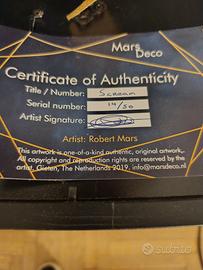 Mars
Deco
Certificate of Authenticity
Title / Number: Scream
Serial number: 14/50
Artist Signature:
Artist: Robert Mars
This artwork is one-of-a-kind authentic, original artwork.
All copyright and reproduction rights are reserved by the
artist, Gieten, The Netherlands 2019. info@marsdeco.nl
subito